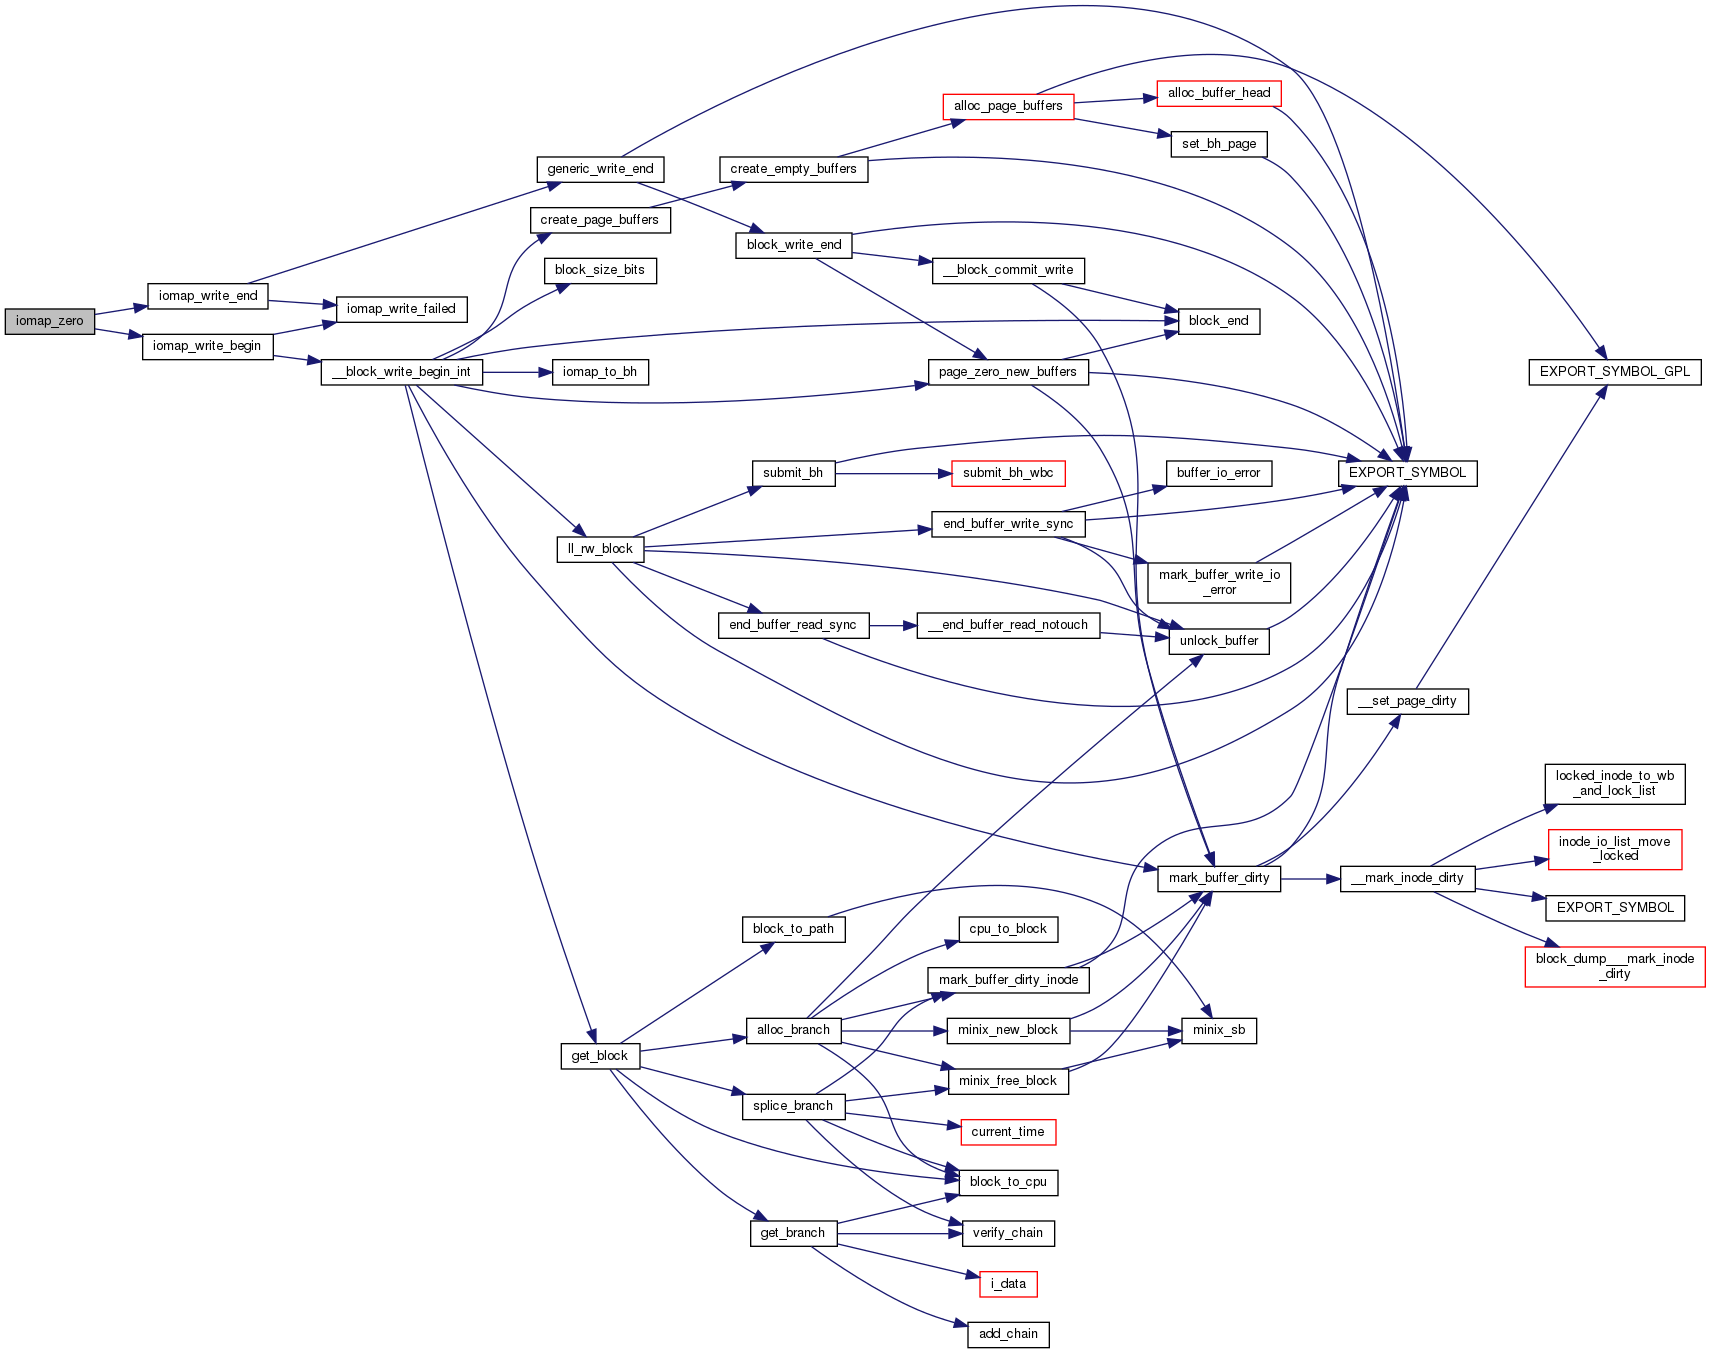 iomap_zero
iomap_write_end
iomap_write_begin
iomap_write_failed
__block_write_begin_int
generic_write_end
create_page_buffers
block_size_bits
iomap_to_bh
ll_rw_block
get_block
create_empty_buffers
block_write_end
submit_bh
end_buffer_read_sync
block_to_path
alloc_branch
splice_branch
get_branch
alloc_page_buffers
__block_commit_write
page_zero_new_buffers
submit_bh_wbc
end_buffer_write_sync
__end_buffer_read_notouch
cpu_to_block
mark_buffer_dirty_inode
minix_new_block
minix_free_block
current_time
block_to_cpu
verify_chain
i_data
add_chain
alloc_buffer_head
set_bh_page
block_end
buffer_io_error
mark_buffer_write_io
_error
unlock_buffer
mark_buffer_dirty
minix_sb
EXPORT_SYMBOL
__set_page_dirty
__mark_inode_dirty
EXPORT_SYMBOL_GPL
locked_inode_to_wb
_and_lock_list
inode_io_list_move
_locked
EXPORT_SYMBOL
block_dump___mark_inode
_dirty